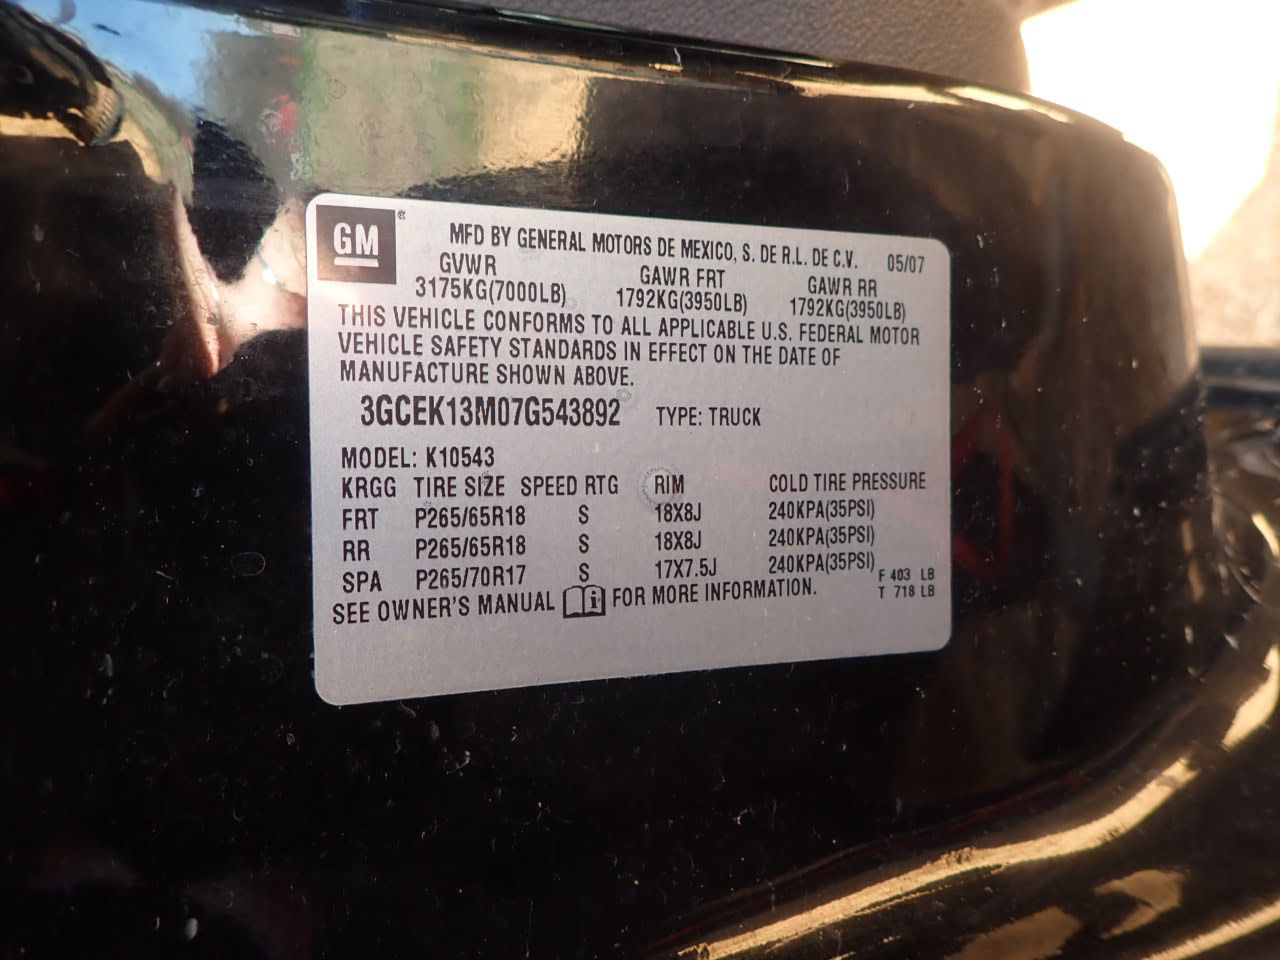 GM ® MFD BY GENERAL MOTORS DE MEXICO, S. DE R.L. DE C.V. 05/07
GVWR GAWR FRT GAWR RR
3175KG(7000LB) 1792KG(3950LB) 1792KG(3950LB)
THIS VEHICLE CONFORMS TO ALL APPLICABLE U.S. FEDERAL MOTOR
VEHICLE SAFETY STANDARDS IN EFFECT ON THE DATE OF
MANUFACTURE SHOWN ABOVE.
3GCEK13M07G543892 TYPE: TRUCK
MODEL: K10543
KRGG TIRE SIZE SPEED RTG RIM COLD TIRE PRESSURE
FRT P265/65R18 S 18X8J 240KPA(35PSI)
RR P265/65R18 S 18X8J 240KPA(35PSI)
SPA P265/70R17 S 17X7.5J 240KPA(35PSI) F 403 LB
SEE OWNER'S MANUAL i FOR MORE INFORMATION. T 718 LB